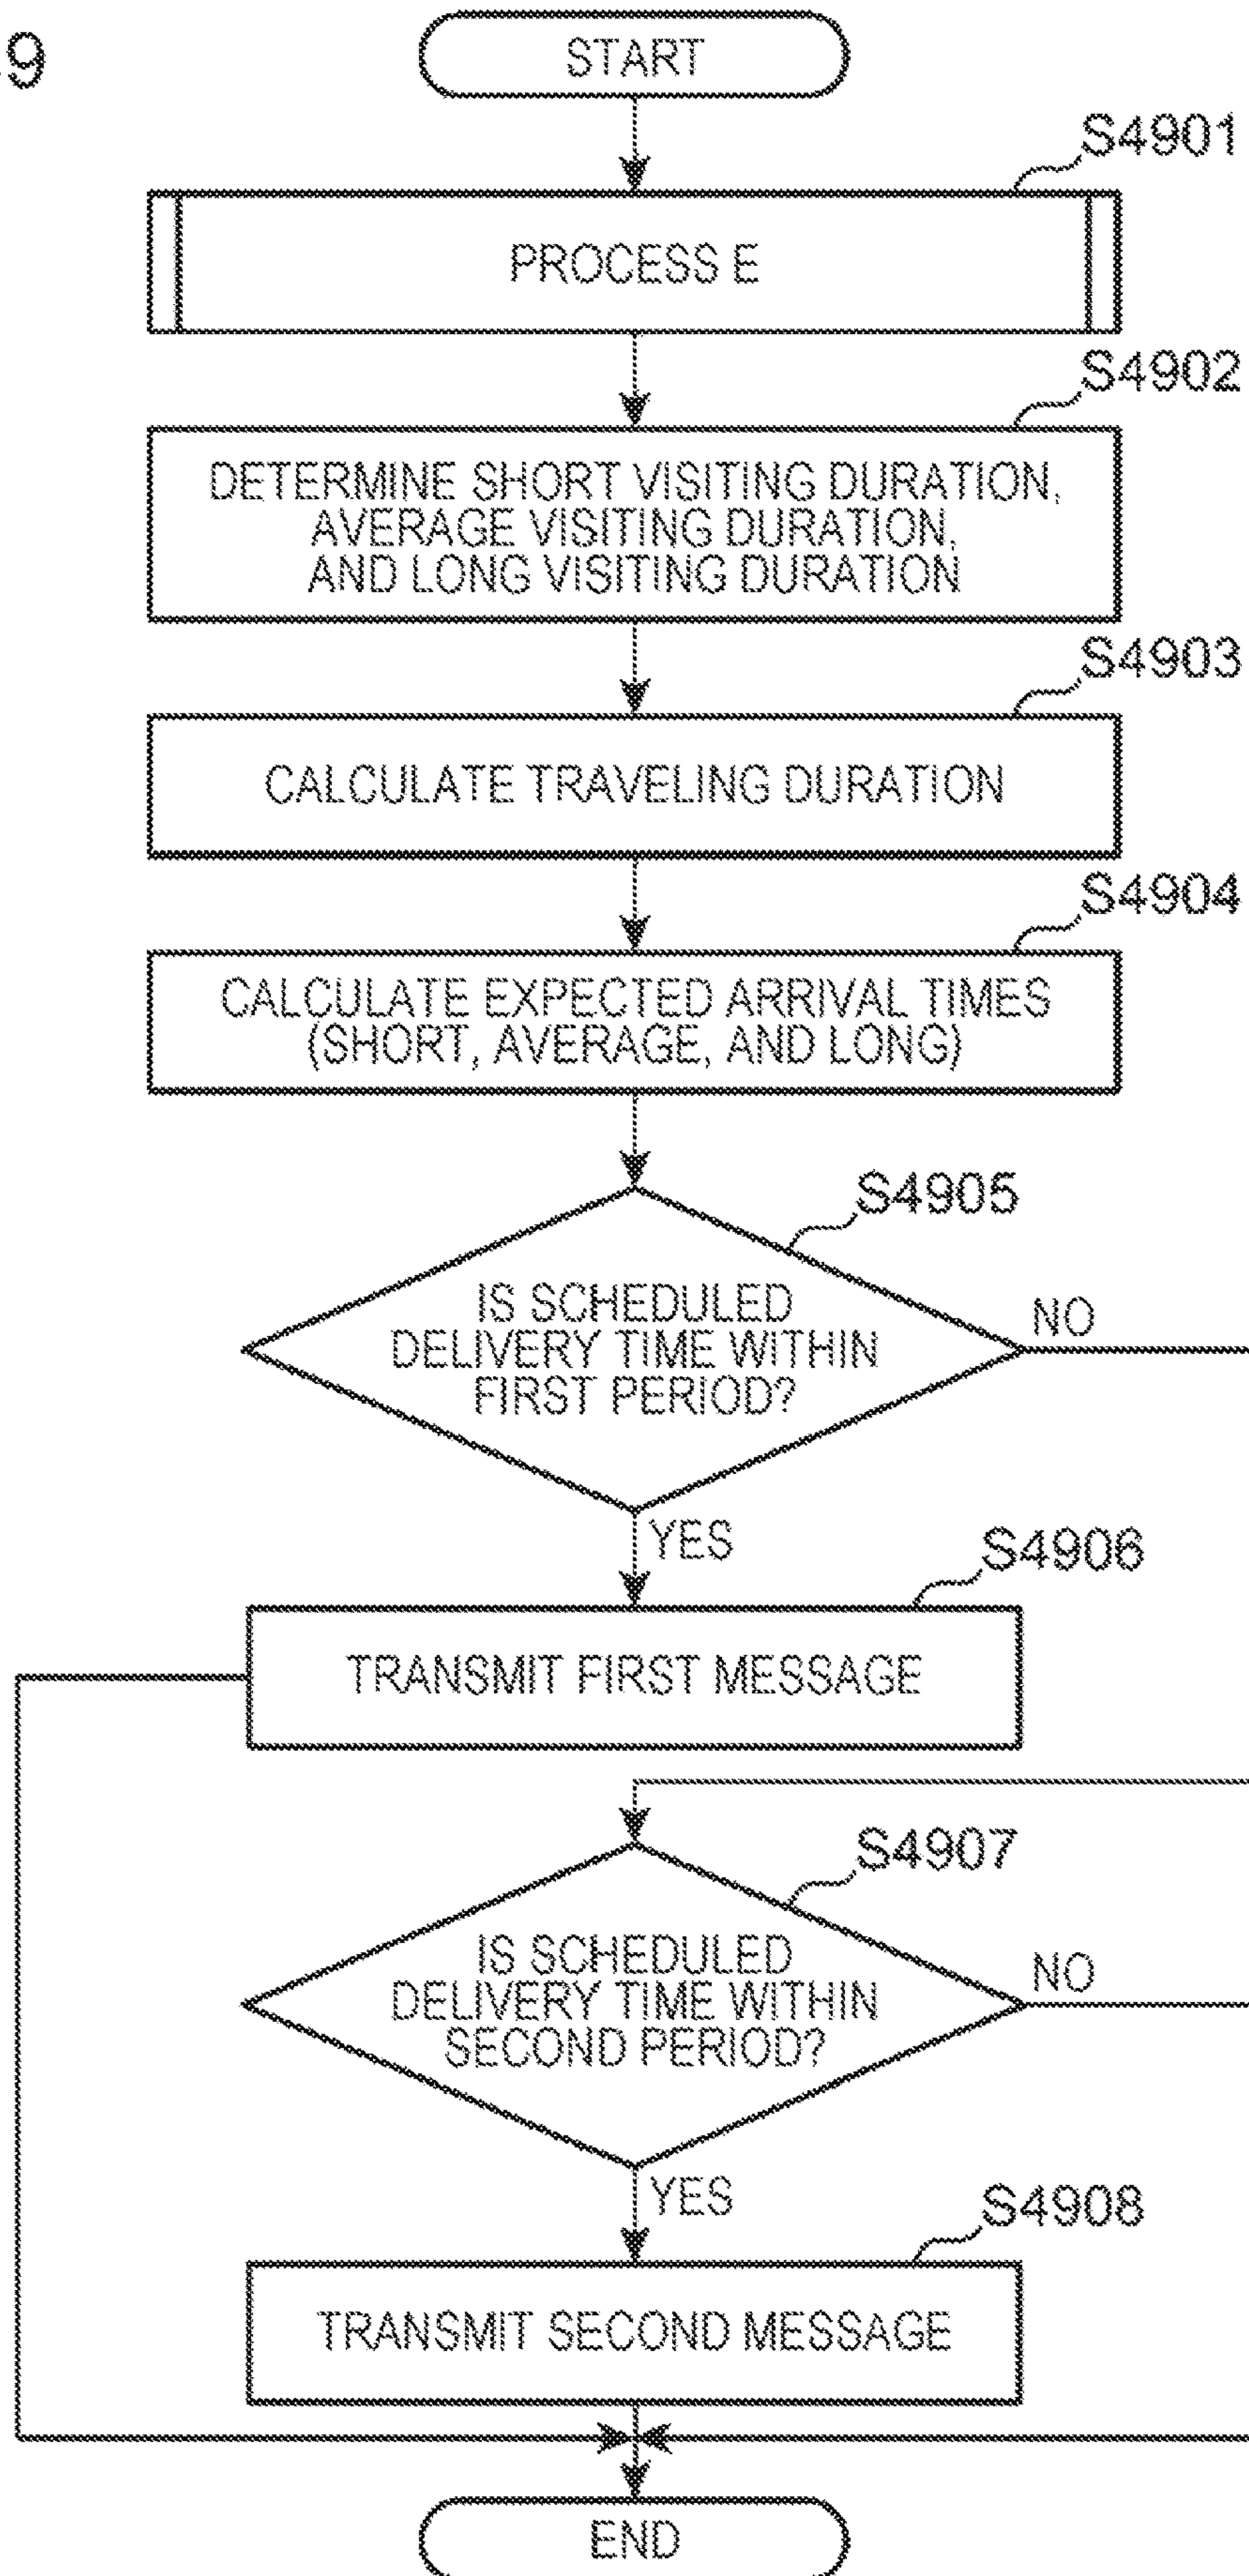 9
START
S4901
PROCESS E
S4902
DETERMINE SHORT VISITING DURATION,
AVERAGE VISITING DURATION,
AND LONG VISITING DURATION
S4903
CALCULATE TRAVELING DURATION
S4904
CALCULATE EXPECTED ARRIVAL TIMES
(SHORT, AVERAGE, AND LONG)
S4905
IS SCHEDULED
DELIVERY TIME WITHIN
FIRST PERIOD?
NO
YES
S4906
TRANSMIT FIRST MESSAGE
S4907
IS SCHEDULED
DELIVERY TIME WITHIN
SECOND PERIOD?
NO
YES
S4908
TRANSMIT SECOND MESSAGE
END